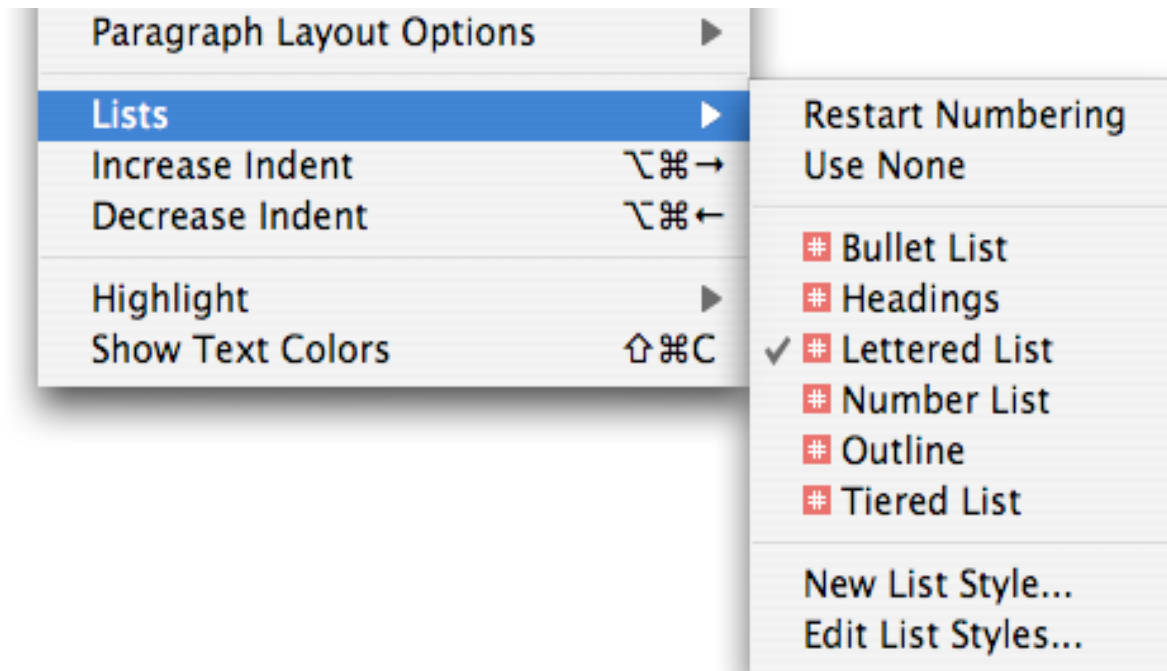 Paragraph Layout Options ▶
Lists ▶
Increase Indent ⌥⌘→
Decrease Indent ⌥⌘←
Highlight ▶
Show Text Colors ⇧⌘C
Restart Numbering
Use None
# Bullet List
# Headings
✓ # Lettered List
# Number List
# Outline
# Tiered List
New List Style...
Edit List Styles...